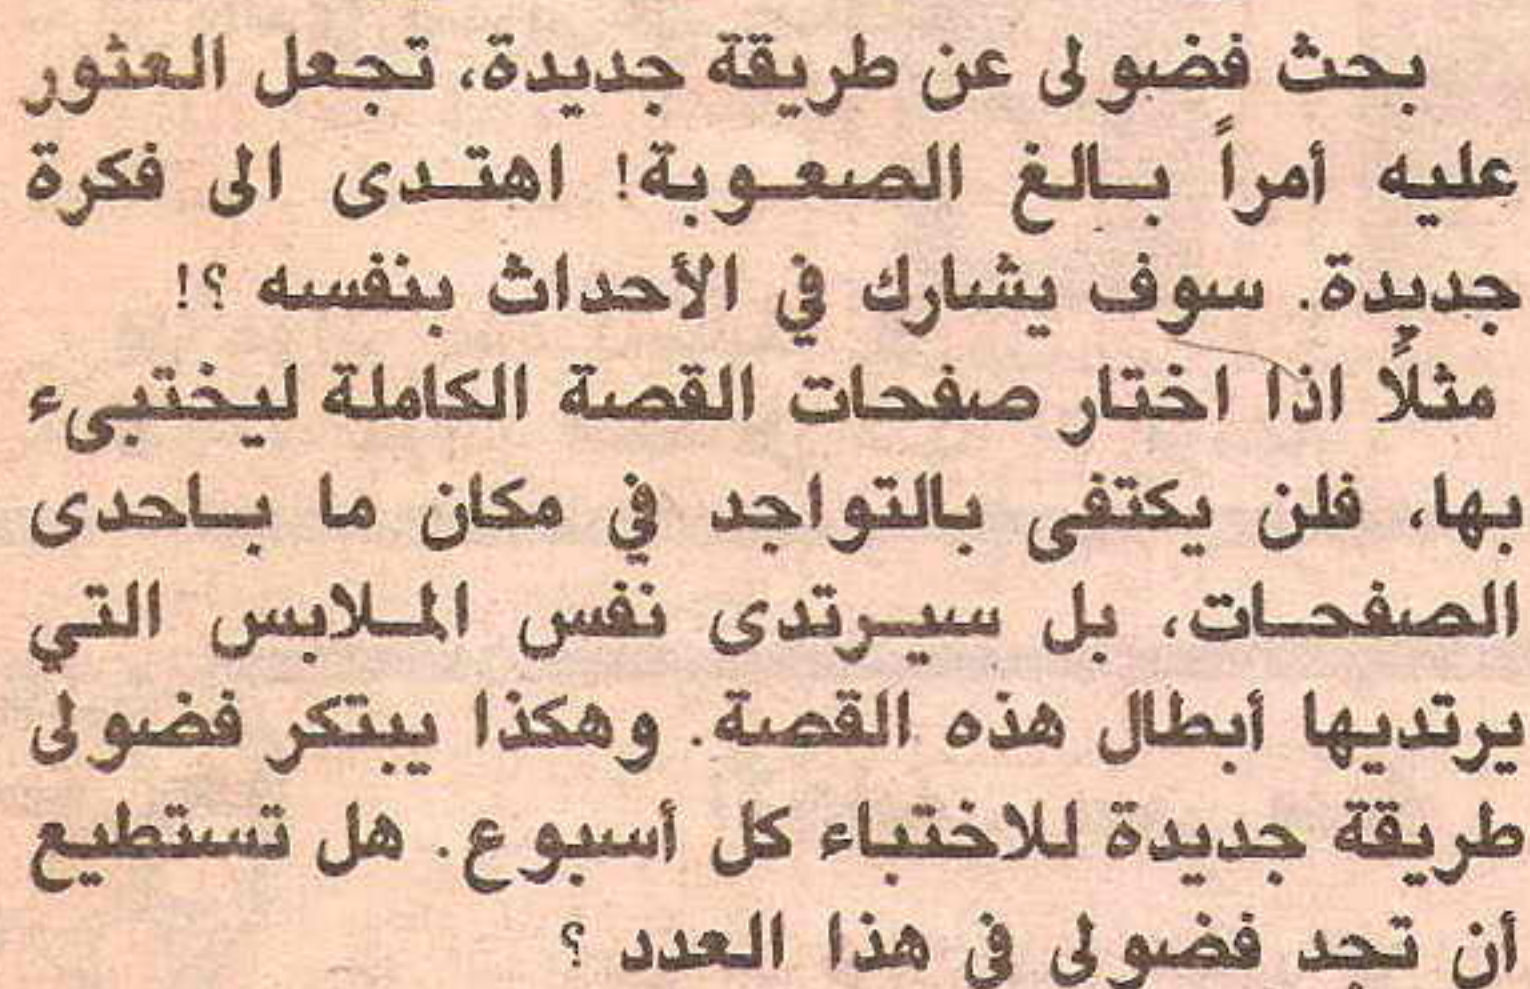 بحث فضولى عن طريقة جديدة، تجعل العثور
عليه أمراً بالغ الصعوبة! اهتدى الى فكرة
جديدة. سوف يشارك في الأحداث بنفسه ؟!
مثلاً اذا اختار صفحات القصة الكاملة ليختبىء
بها، فلن يكتفى بالتواجد في مكان ما باحدى
الصفحات، بل سيرتدى نفس الملابس التي
يرتديها أبطال هذه القصة. وهكذا يبتكر فضولى
طريقة جديدة للاختباء كل أسبوع. هل تستطيع
أن تجد فضولى في هذا العدد ؟